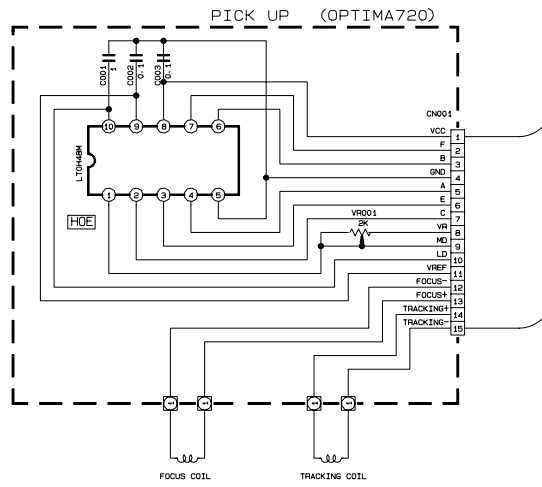 PICK UP (OPTIMA720)
C001
1
C002
0.1
C003
0.1
CN001
10 9 8 7 6
LT0H48M
1 2 3 4 5
HOE
VR001
2K
VCC 1
F 2
B 3
GND 4
A 5
E 6
C 7
VR 8
MD 9
LD 10
VREF 11
FOCUS- 12
FOCUS+ 13
TRACKING+ 14
TRACKING- 15
FOCUS COIL
TRACKING COIL